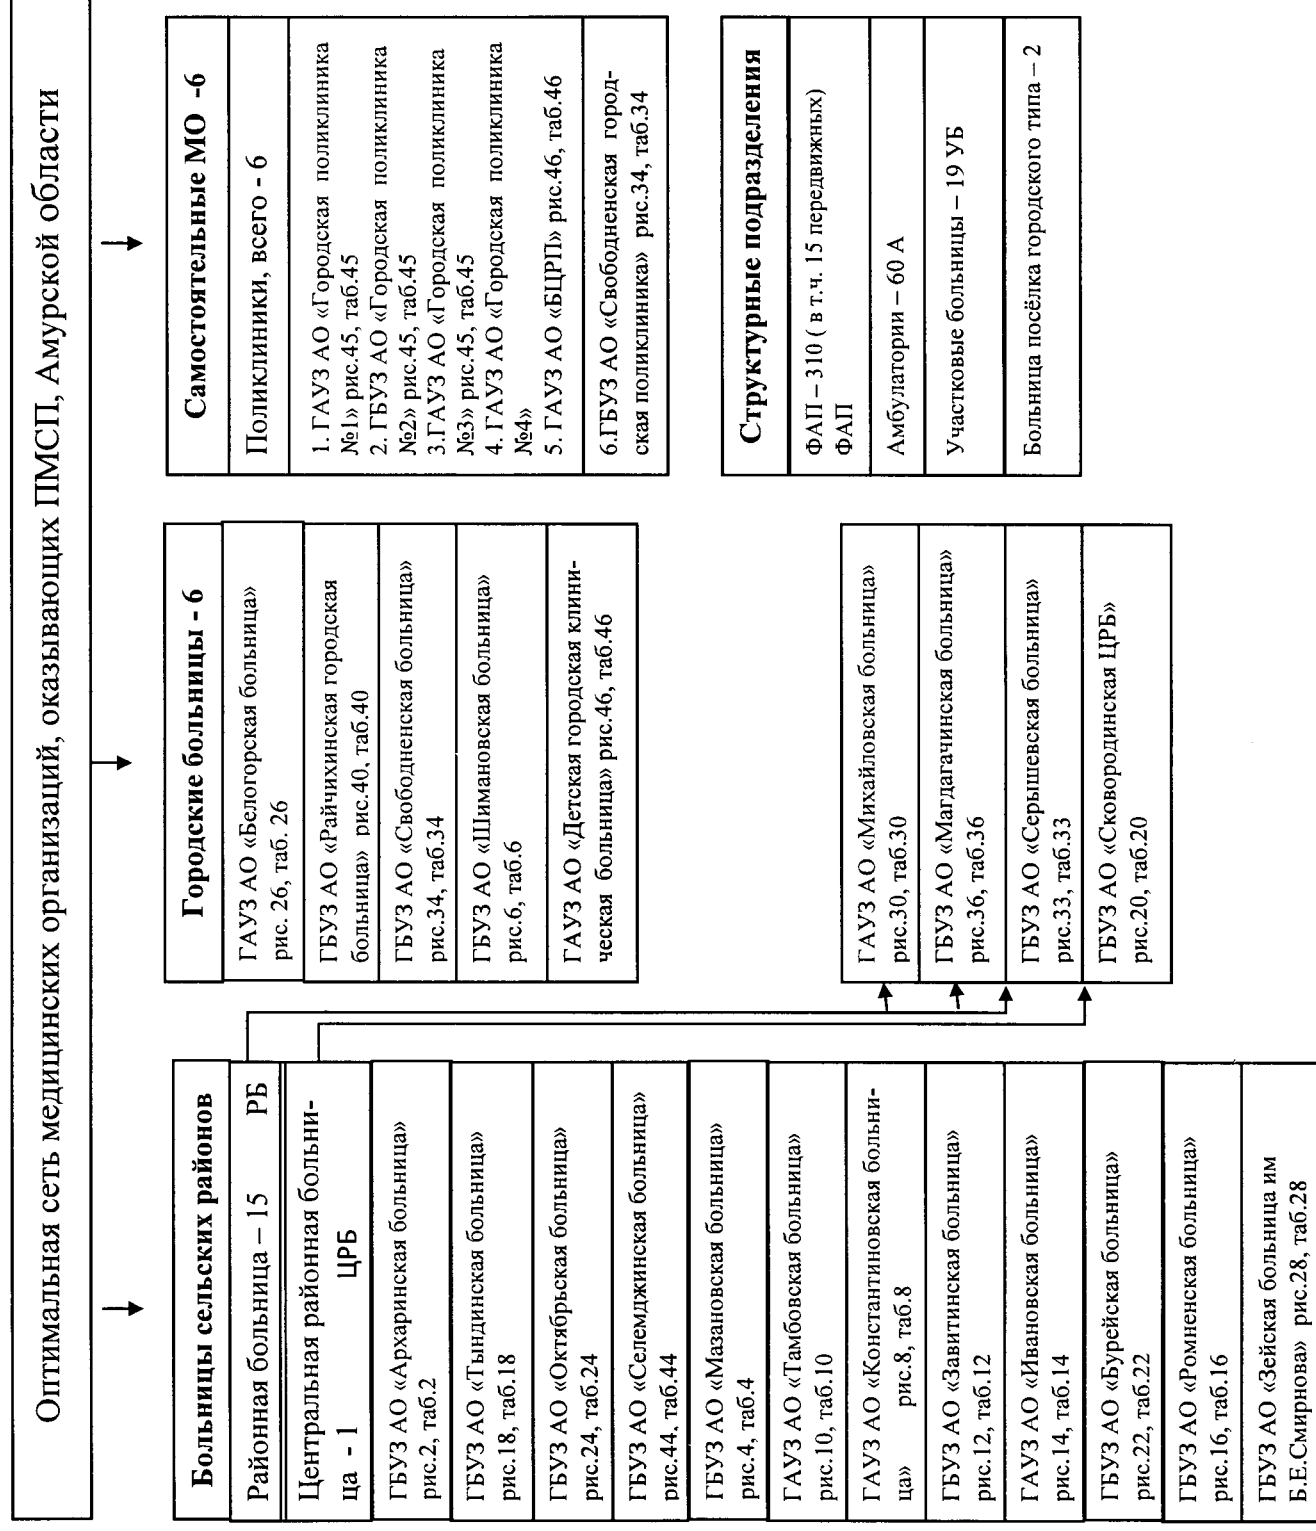 Оптимальная сеть медицинских организаций, оказывающих ПМСП, Амурской области
Больницы сельских районов
Районная больница – 15 РБ
Центральная районная больни-
ца - 1 ЦРБ
ГБУЗ АО «Архаринская больница»
рис.2, таб.2
ГБУЗ АО «Тындинская больница»
рис.18, таб.18
ГБУЗ АО «Октябрьская больница»
рис.24, таб.24
ГБУЗ АО «Селемджинская больница»
рис.44, таб.44
ГБУЗ АО «Мазановская больница»
рис.4, таб.4
ГАУЗ АО «Тамбовская больница»
рис.10, таб.10
ГАУЗ АО «Константиновская больни-
ца» рис.8, таб.8
ГБУЗ АО «Завитинская больница»
рис.12, таб.12
ГАУЗ АО «Ивановская больница»
рис.14, таб.14
ГБУЗ АО «Бурейская больница»
рис.22, таб.22
ГБУЗ АО «Ромненская больница»
рис.16, таб.16
ГБУЗ АО «Зейская больница им
Б.Е.Смирнова» рис.28, таб.28
Городские больницы - 6
ГАУЗ АО «Белогорская больница»
рис. 26, таб. 26
ГБУЗ АО «Райчихинская городская
больница» рис.40, таб.40
ГБУЗ АО «Свободненская больница»
рис.34, таб.34
ГБУЗ АО «Шимановская больница»
рис.6, таб.6
ГАУЗ АО «Детская городская клини-
ческая больница» рис.46, таб.46
ГАУЗ АО «Михайловская больница»
рис.30, таб.30
ГБУЗ АО «Магдагачинская больница»
рис.36, таб.36
ГБУЗ АО «Серышевская больница»
рис.33, таб.33
ГБУЗ АО «Сковородинская ЦРБ»
рис.20, таб.20
Самостоятельные МО -6
Поликлиники, всего - 6
1. ГАУЗ АО «Городская поликлиника
№1» рис.45, таб.45
2. ГБУЗ АО «Городская поликлиника
№2» рис.45, таб.45
3.ГАУЗ АО «Городская поликлиника
№3» рис.45, таб.45
4. ГАУЗ АО «Городская поликлиника
№4»
5. ГАУЗ АО «БЦРП» рис.46, таб.46
6.ГБУЗ АО «Свободненская город-
ская поликлиника» рис.34, таб.34
Структурные подразделения
ФАП – 310 ( в т.ч. 15 передвижных)
ФАП
Амбулатории – 60 А
Участковые больницы – 19 УБ
Больница посёлка городского типа – 2